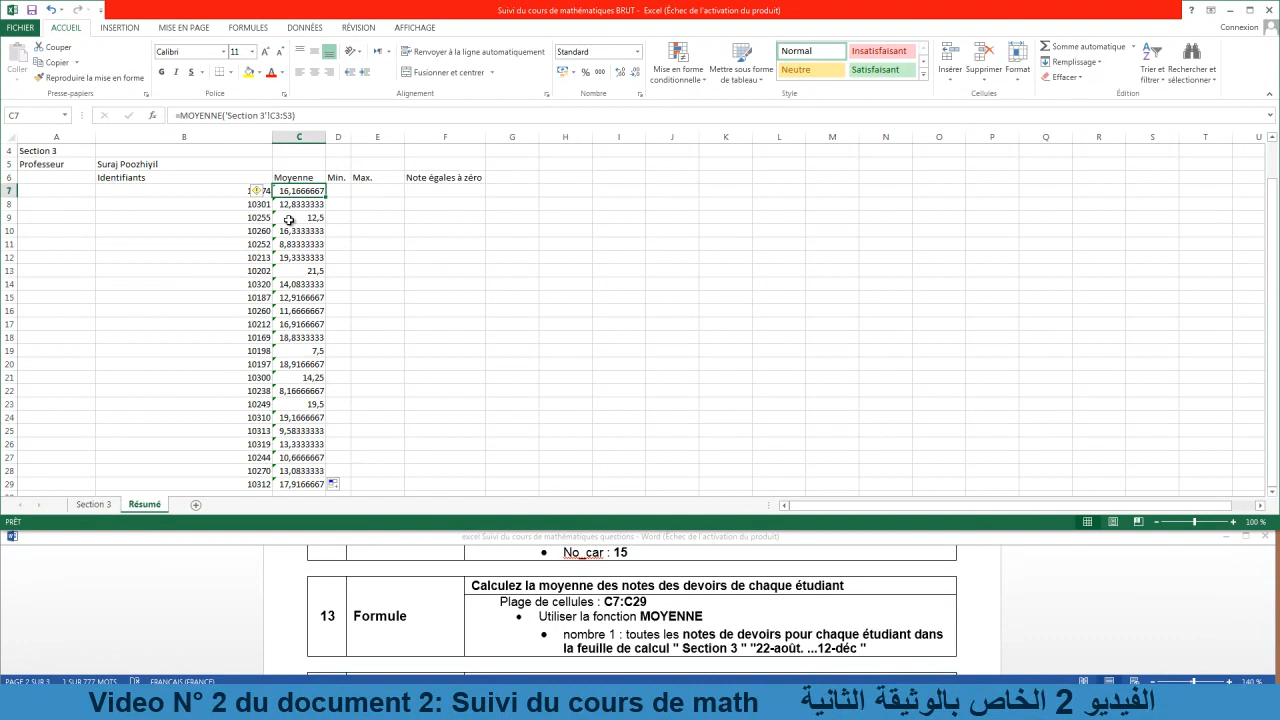 Suivi du cours de mathématiques BRUT - Excel (Échec de l'activation du produit)
FICHIER ACCUEIL INSERTION MISE EN PAGE FORMULES DONNÉES RÉVISION AFFICHAGE Connexion
Couper Calibri 11 Renvoyer à la ligne automatiquement Standard Normal Insatisfaisant Somme automatique
Coller Copier Remplissage
Reproduire la mise en forme G I S Fusionner et centrer % 000 Mise en forme conditionnelle Mettre sous forme de tableau Neutre Satisfaisant Insérer Supprimer Format Effacer Trier et filtrer Rechercher et sélectionner
Presse-papiers Police Alignement Nombre Style Cellules Édition
C7 fx =MOYENNE('Section 3'!C3:S3)
A B C D E F G H I J K L M N O P Q R S T U
4 Section 3
5 Professeur Suraj Poozhiyil
6 Identifiants Moyenne Min. Max. Note égales à zéro
7 16,1666667
8 10301 12,8333333
9 10255 12,5
10 10260 16,3333333
11 10252 8,83333333
12 10213 19,3333333
13 10202 21,5
14 10320 14,0833333
15 10187 12,9166667
16 10260 11,6666667
17 10212 16,9166667
18 10169 18,8333333
19 10198 7,5
20 10197 18,9166667
21 10300 14,25
22 10238 8,16666667
23 10249 19,5
24 10310 19,1666667
25 10313 9,58333333
26 10319 13,3333333
27 10244 10,6666667
28 10270 13,0833333
29 10312 17,9166667
Section 3 Résumé
PRÊT 100 %
excel Suivi du cours de mathématiques questions - Word (Échec de l'activation du produit)
• No_car : 15
Calculez la moyenne des notes des devoirs de chaque étudiant
13 Formule Plage de cellules : C7:C29
• Utiliser la fonction MOYENNE
• nombre 1 : toutes les notes de devoirs pour chaque étudiant dans
la feuille de calcul " Section 3 " "22-août. ...12-déc "
PAGE 2 SUR 3 1 SUR 777 MOTS FRANÇAIS (FRANCE) 140 %
Video N° 2 du document 2: Suivi du cours de math الفيديو 2 الخاص بالوثيقة الثانية